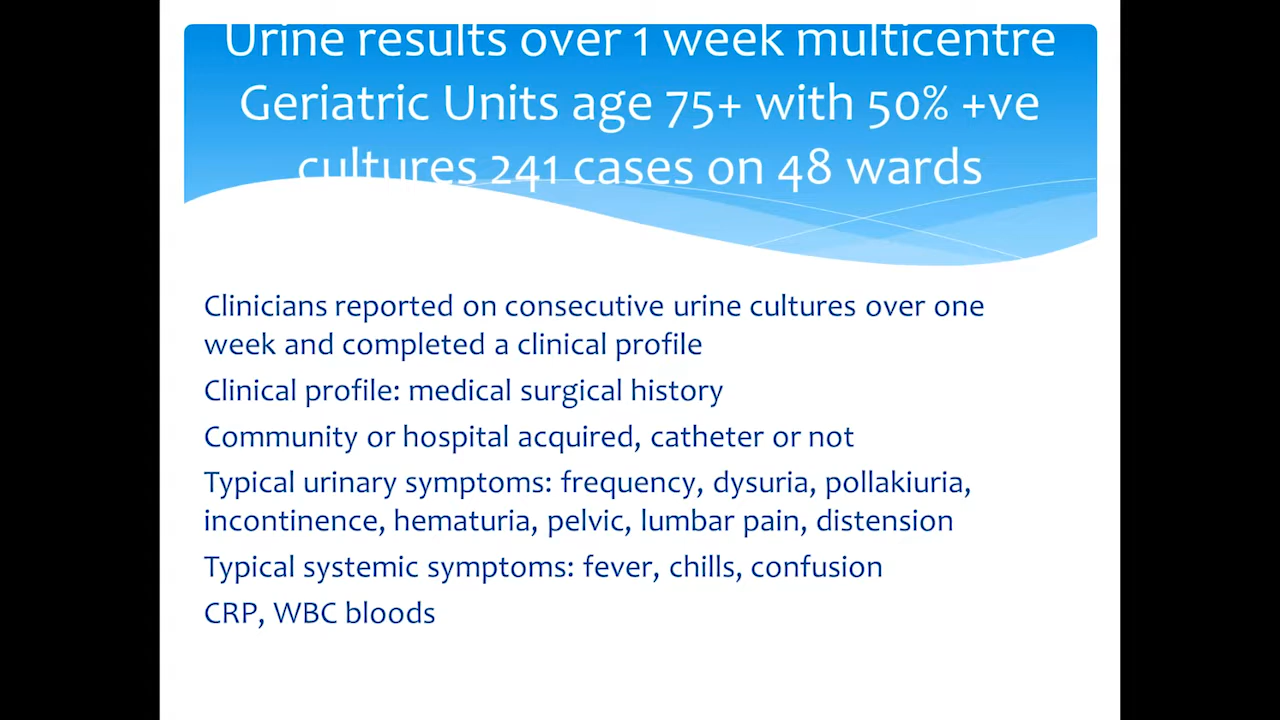 Urine results over 1 week multicentre
Geriatric Units age 75+ with 50% +ve
cultures 241 cases on 48 wards
Clinicians reported on consecutive urine cultures over one
week and completed a clinical profile
Clinical profile: medical surgical history
Community or hospital acquired, catheter or not
Typical urinary symptoms: frequency, dysuria, pollakiuria,
incontinence, hematuria, pelvic, lumbar pain, distension
Typical systemic symptoms: fever, chills, confusion
CRP, WBC bloods